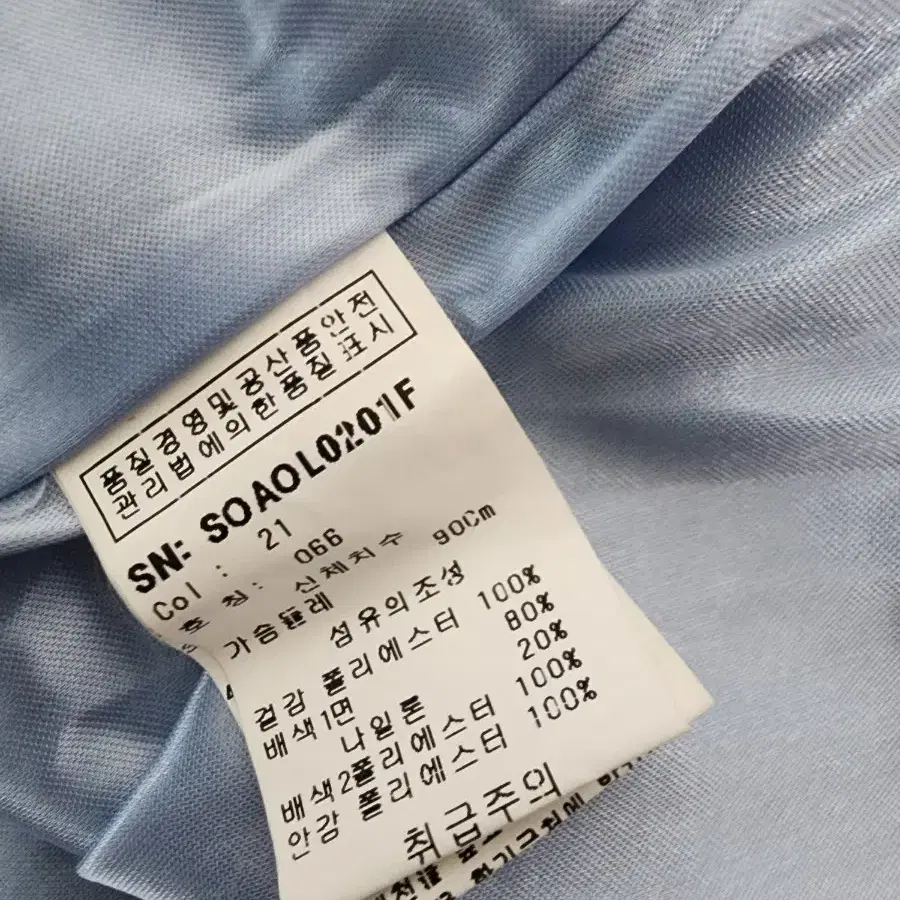 품질경영및공산품안전
관리법에의한품질표시
SN: SOAOL0201F
Col : 21
호칭: 066
신체치수
가슴둘레 90Cm
섬유의조성
겉감 폴리에스터 100%
배색1면 80%
나일론 20%
배색2폴리에스터 100%
안감 폴리에스터 100%
취급주의